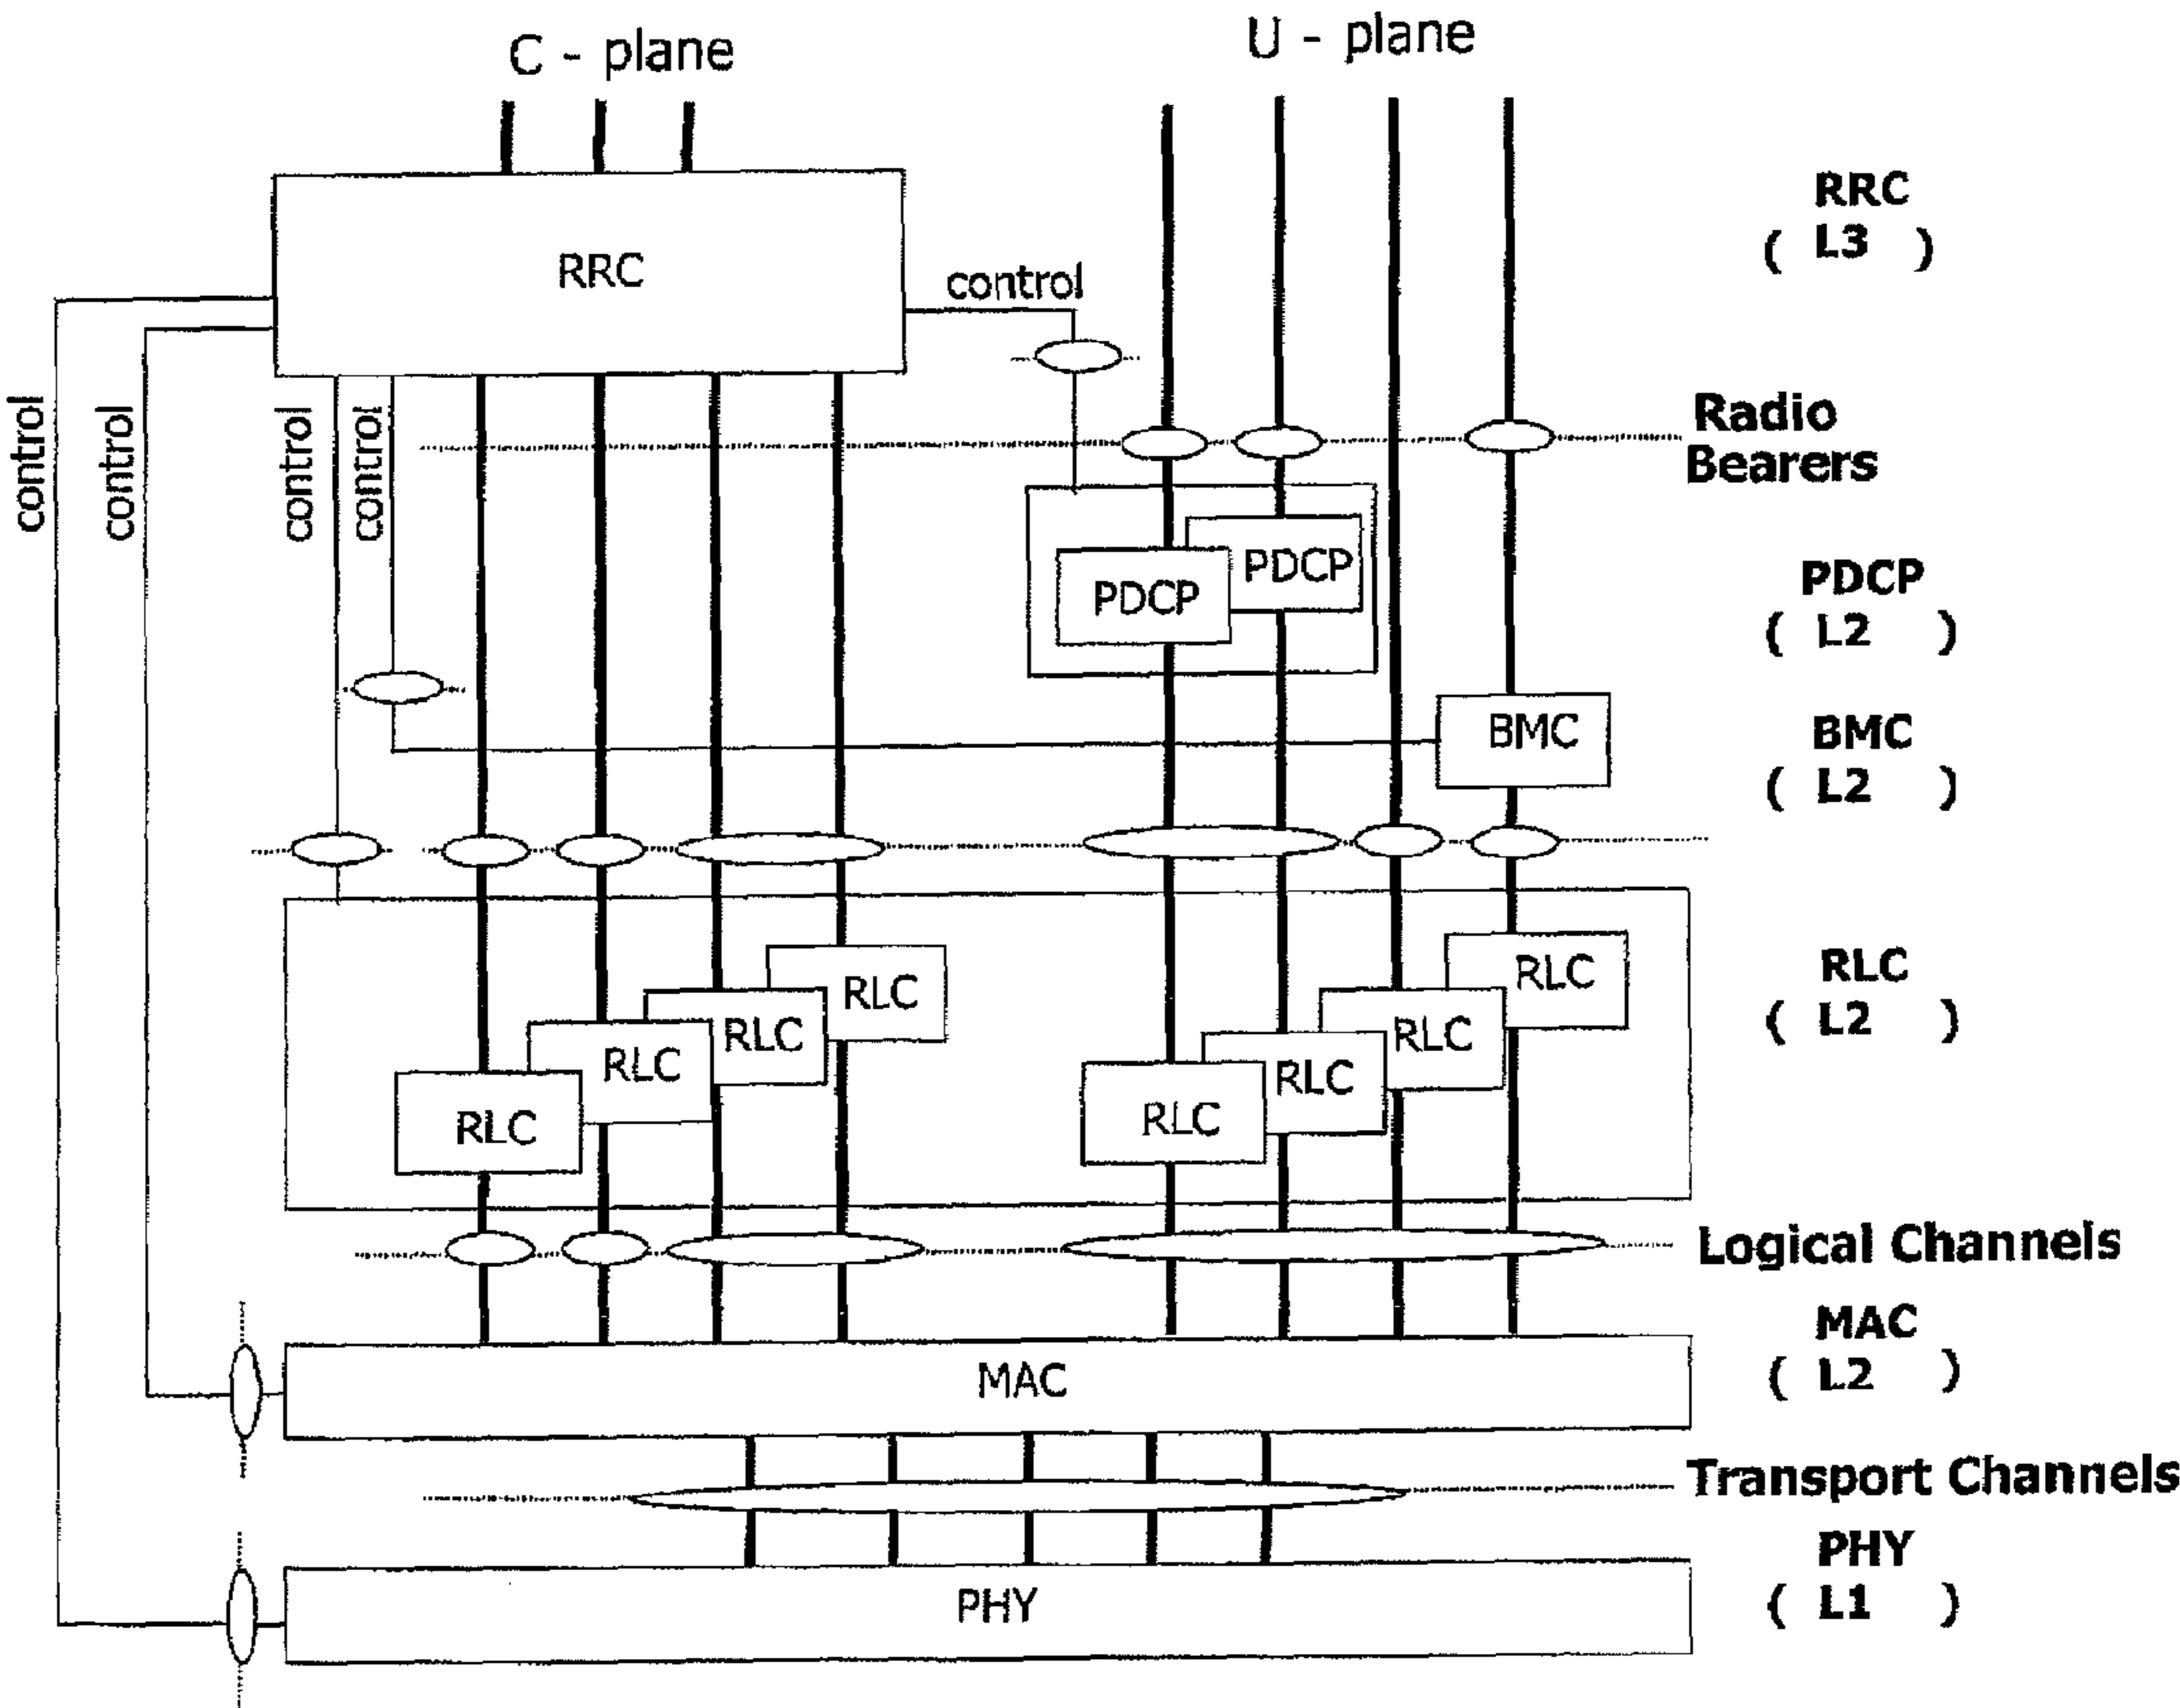 C - plane
U - plane
RRC
RRC
( L3 )
control
control
control
control
control
Radio
Bearers
PDCP
PDCP
PDCP
( L2 )
BMC
BMC
( L2 )
RLC
RLC
RLC
RLC
RLC
RLC
RLC
RLC
RLC
( L2 )
Logical Channels
MAC
MAC
( L2 )
Transport Channels
PHY
PHY
( L1 )